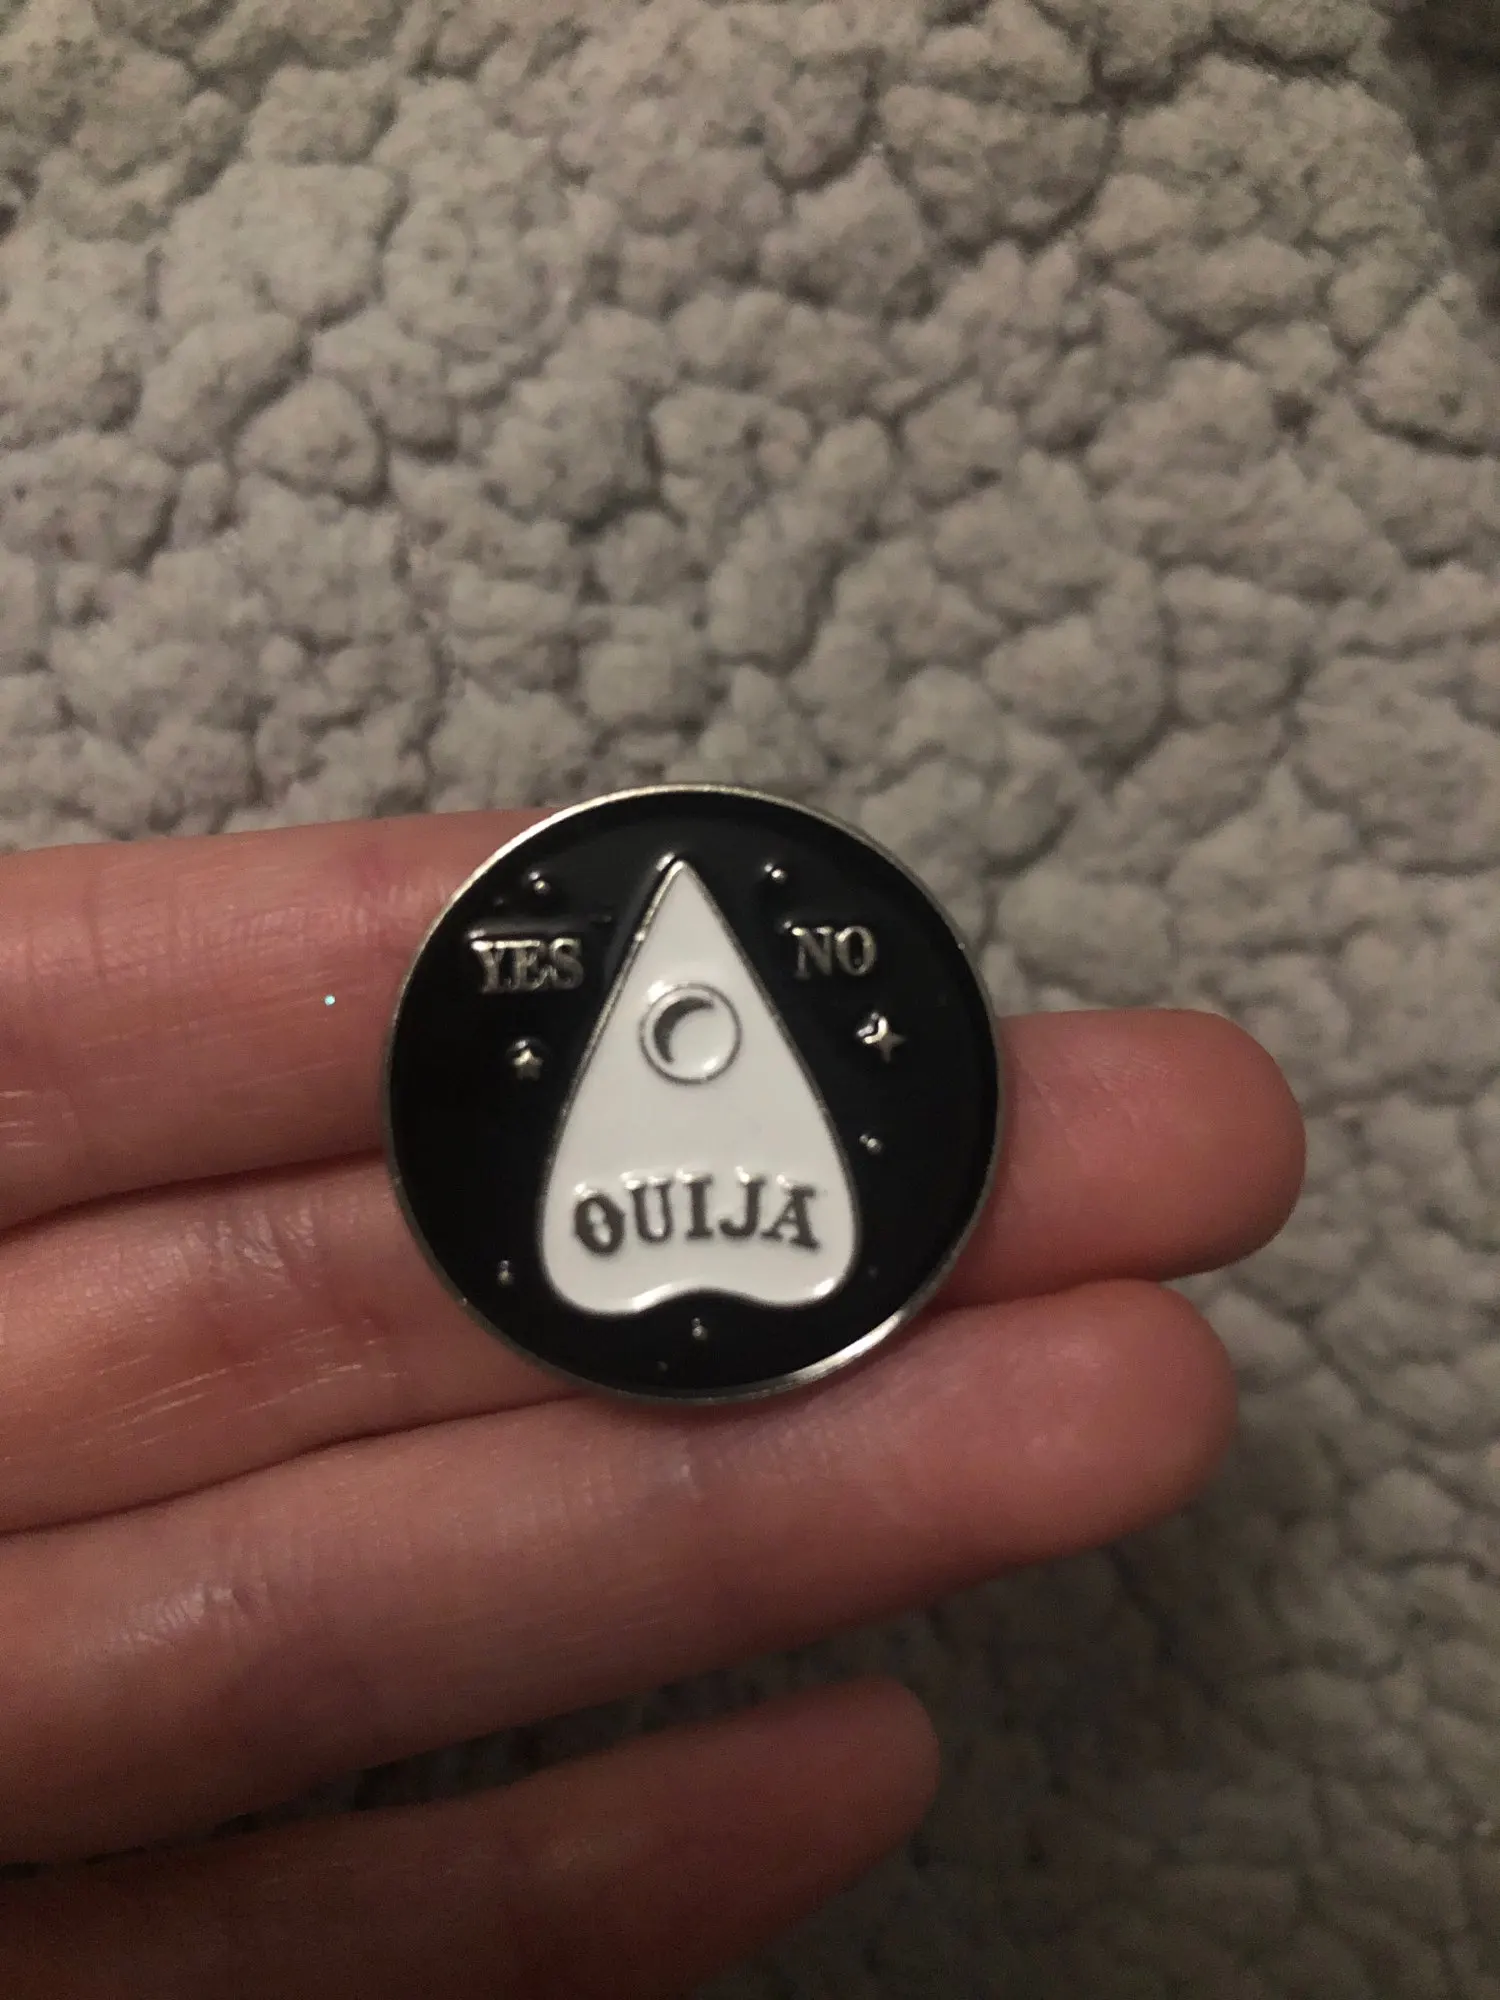 YES NO
OUIJA